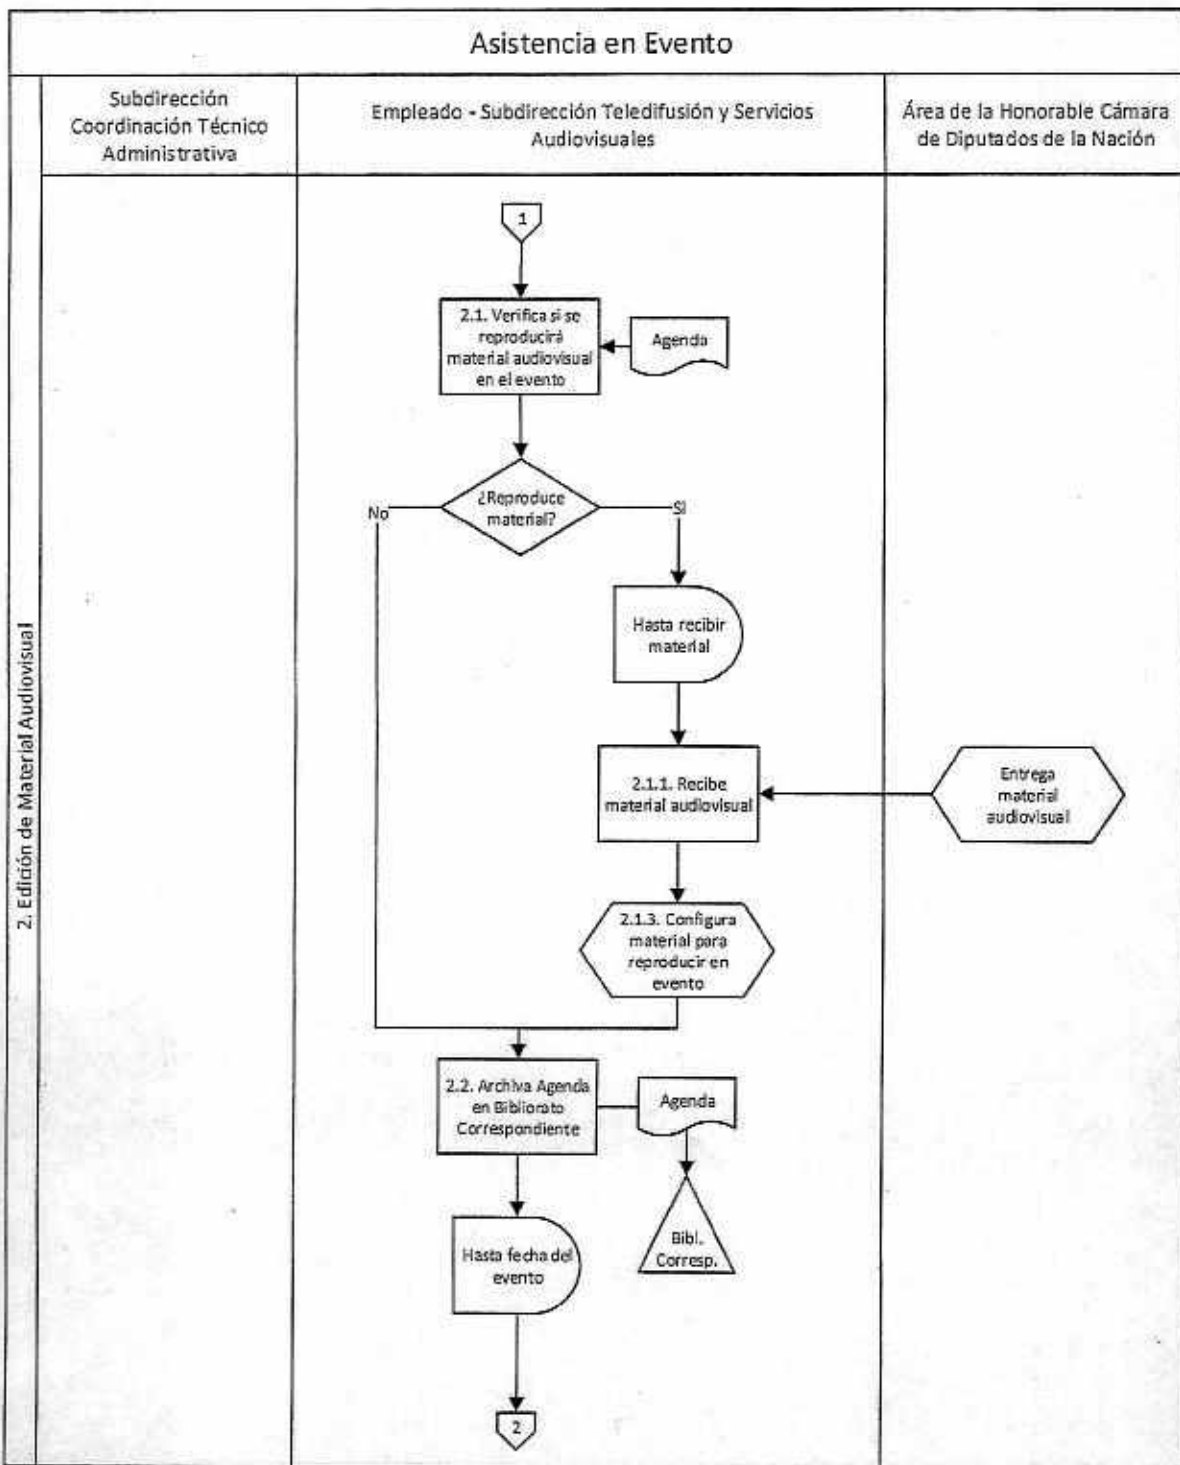 Asistencia en Evento
Subdirección
Coordinación Técnico
Administrativa
Empleado - Subdirección Teledifusión y Servicios
Audiovisuales
Área de la Honorable Cámara
de Diputados de la Nación
2. Edición de Material Audiovisual
1
2.1. Verifica si se
reproducirá
material audiovisual
en el evento
Agenda
¿Reproduce
material?
No
Si
Hasta recibir
material
2.1.1. Recibe
material audiovisual
Entrega
material
audiovisual
2.1.3. Configura
material para
reproducir en
evento
2.2. Archiva Agenda
en Bibliorato
Correspondiente
Agenda
Hasta fecha del
evento
Bibl.
Corresp.
2